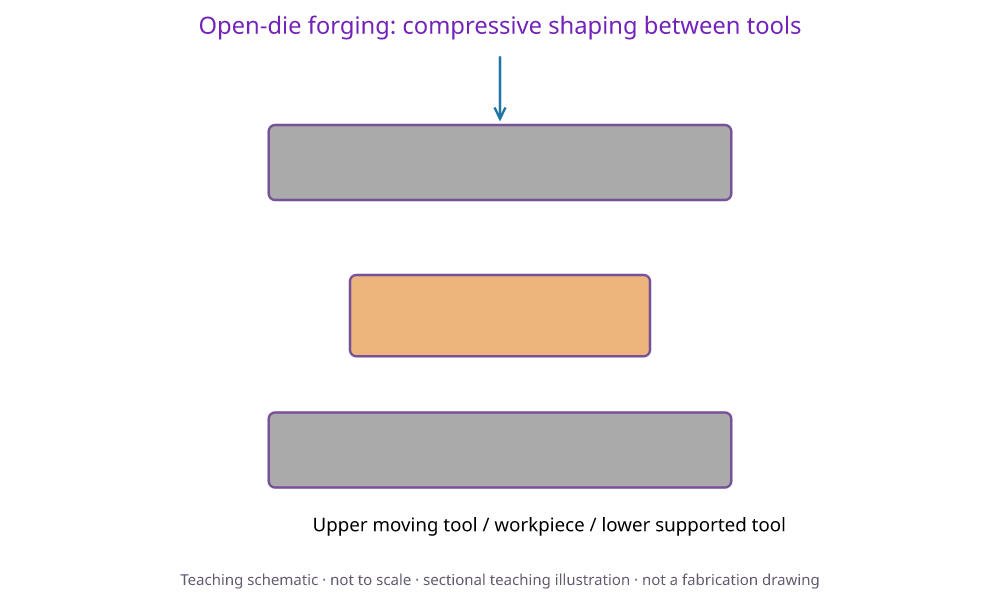 Open-die forging: compressive shaping between tools
Upper moving tool / workpiece / lower supported tool
Teaching schematic · not to scale · sectional teaching illustration · not a fabrication drawing